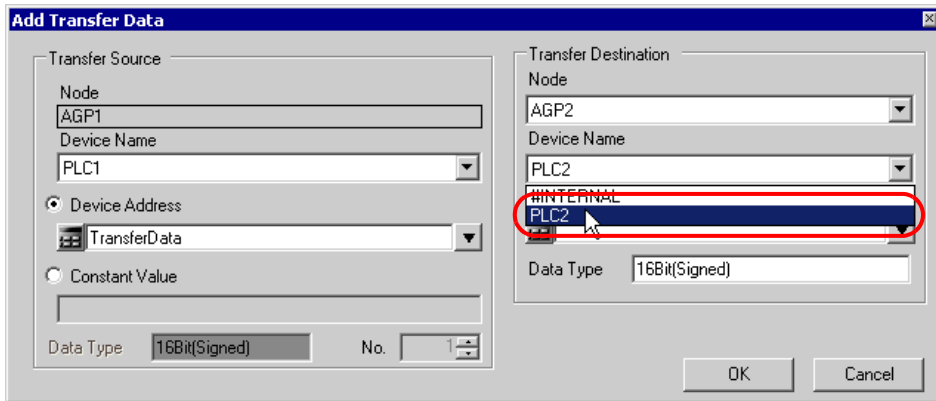 Add Transfer Data
Transfer Source
Node
AGP1
Device Name
PLC1
Device Address
TransferData
Constant Value
Data Type 16Bit(Signed) No. 1
Transfer Destination
Node
AGP2
Device Name
PLC2
#INTERNAL
PLC2
Data Type 16Bit(Signed)
OK Cancel